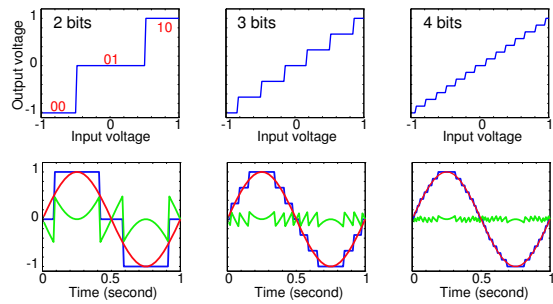 2 bits
3 bits
4 bits
Output voltage
1
0
-1
00
01
10
-1 0 1
-1 0 1
-1 0 1
Input voltage
Input voltage
Input voltage
1
0
-1
0 0.5 1
0 0.5 1
0 0.5 1
Time (second)
Time (second)
Time (second)